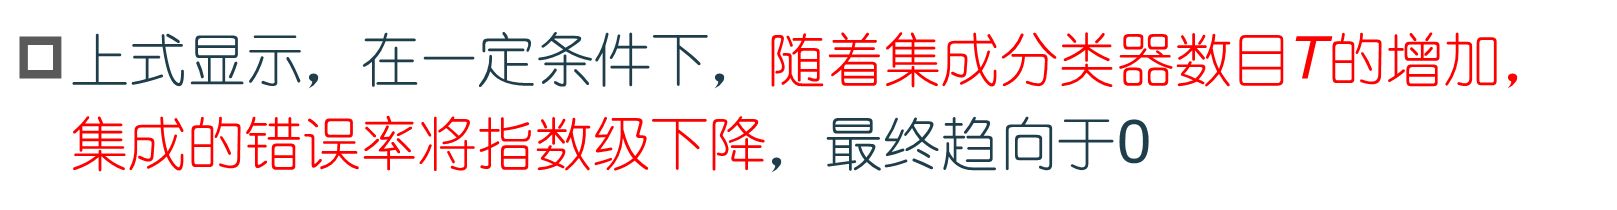 上式显示，在一定条件下，随着集成分类器数目T的增加，
集成的错误率将指数级下降，最终趋向于0